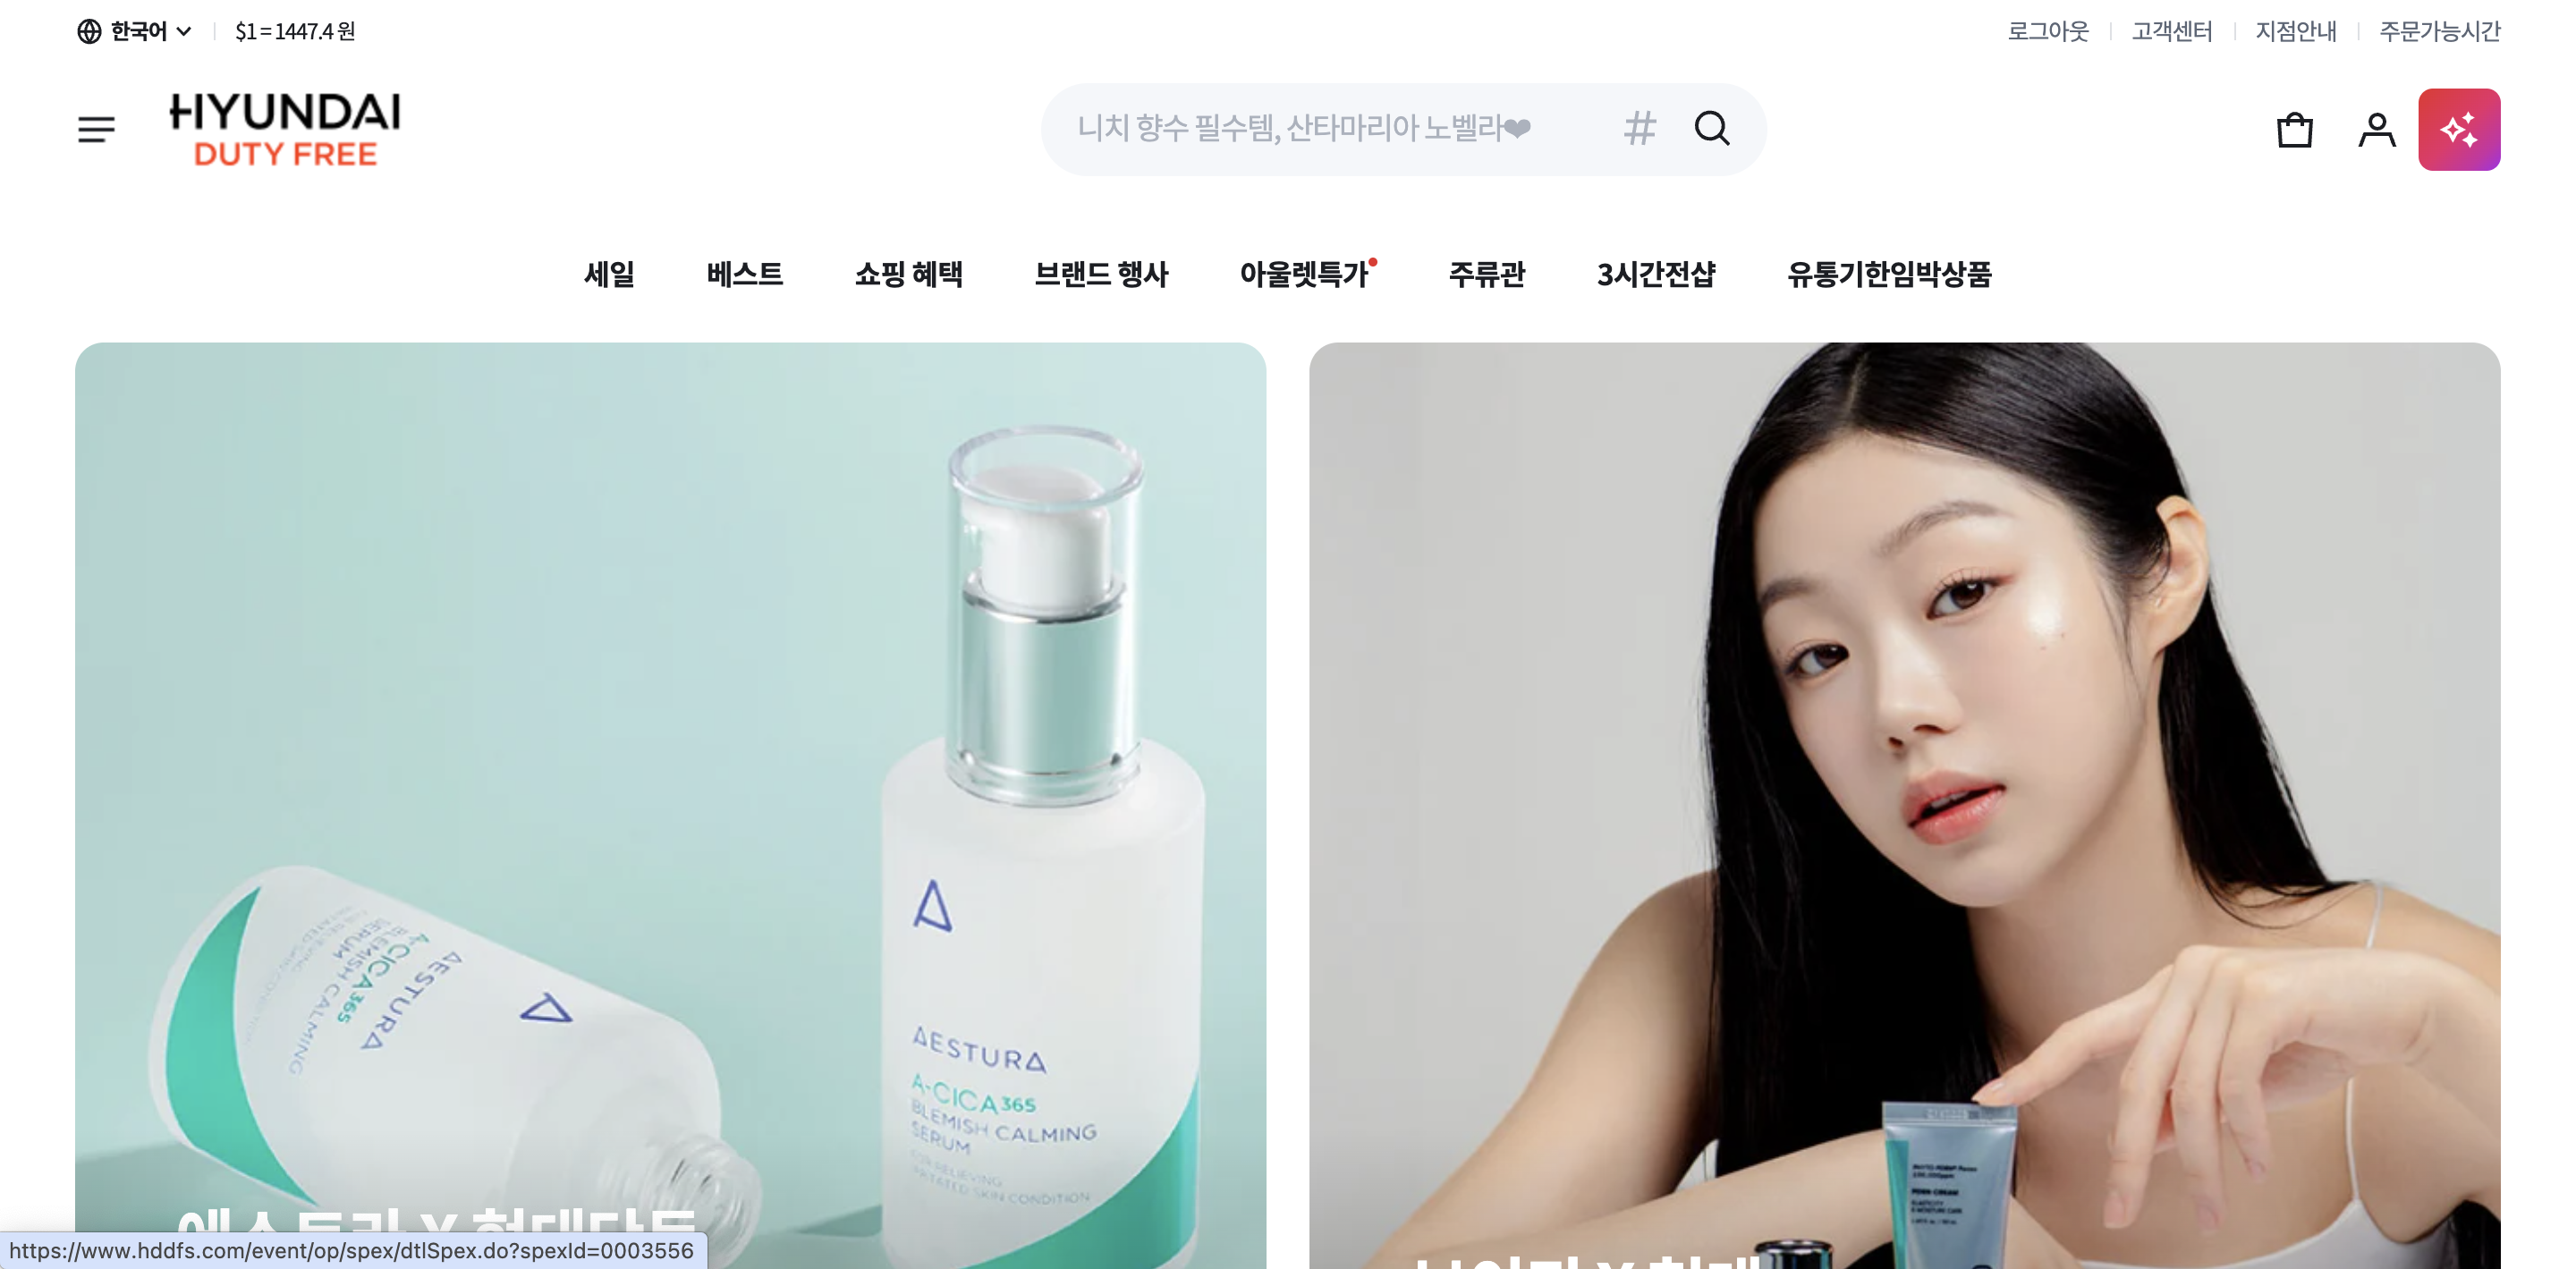 한국어
$1 = 1447.4 원
로그아웃
고객센터
지점안내
주문가능시간
HYUNDAI
DUTY FREE
니치 향수 필수템, 산타마리아 노벨라❤
#
세일
베스트
쇼핑 혜택
브랜드 행사
아울렛특가
주류관
3시간전샵
유통기한임박상품
AESTURA
A-CICA365
BLEMISH CALMING
SERUM
AESTURA
A-CICA 365
BLEMISH CALMING
SERUM
FOR RELIEVING
IRRITATED SKIN CONDITION
https://www.hddfs.com/event/op/spex/dtlSpex.do?spexId=0003556